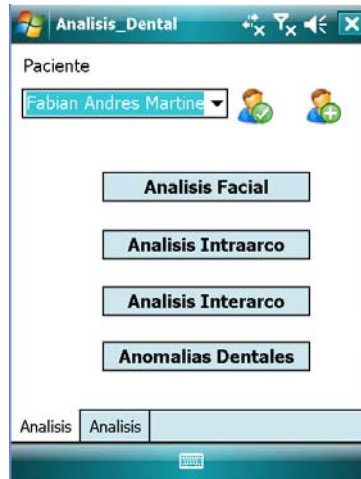 Analisis_Dental
Paciente
Fabian Andres Martine
Analisis Facial
Analisis Intraarco
Analisis Interarco
Anomalias Dentales
Analisis Analisis